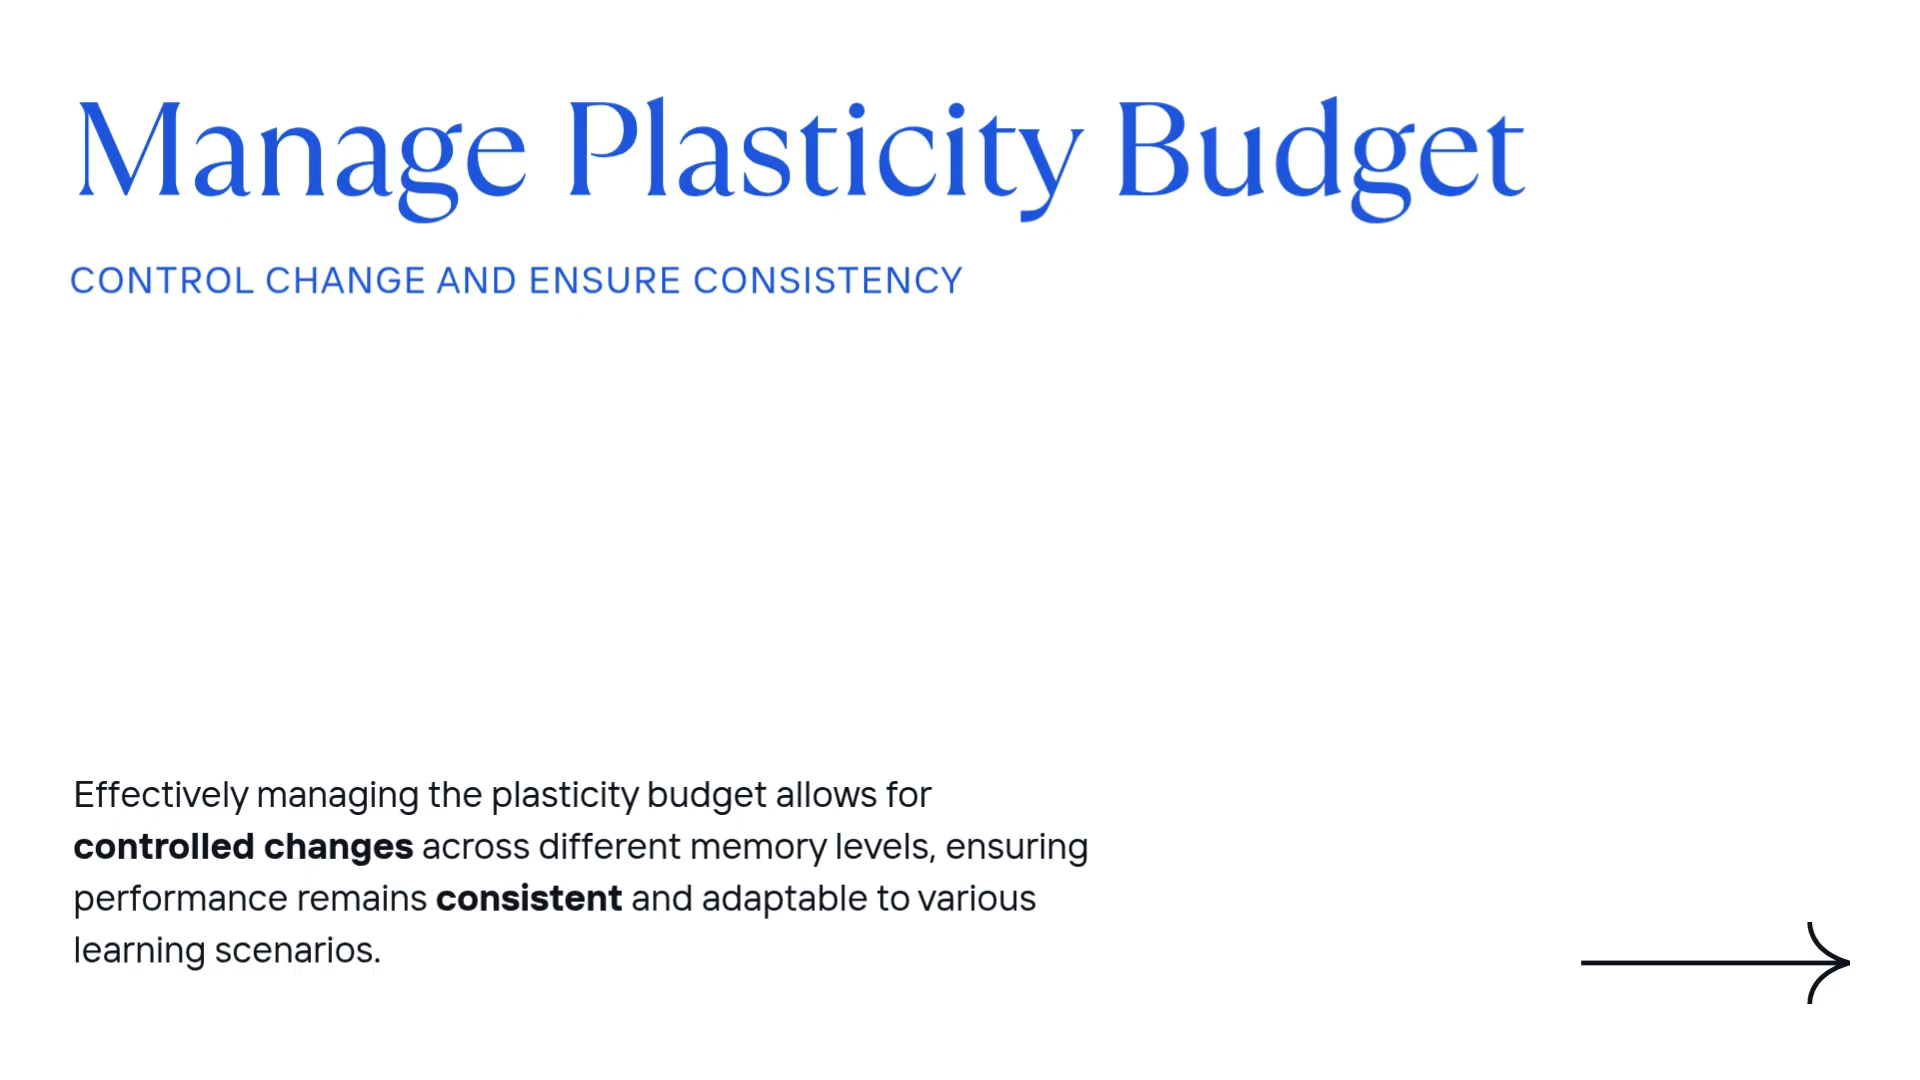 Manage Plasticity Budget
CONTROL CHANGE AND ENSURE CONSISTENCY
Effectively managing the plasticity budget allows for
controlled changes across different memory levels, ensuring
performance remains consistent and adaptable to various
learning scenarios.